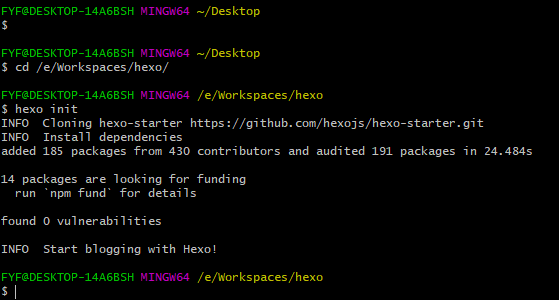 FYF@DESKTOP-14A6BSH MINGW64 ~/Desktop
$
FYF@DESKTOP-14A6BSH MINGW64 ~/Desktop
$ cd /e/Workspaces/hexo/
FYF@DESKTOP-14A6BSH MINGW64 /e/Workspaces/hexo
$ hexo init
INFO  Cloning hexo-starter https://github.com/hexojs/hexo-starter.git
INFO  Install dependencies
added 185 packages from 430 contributors and audited 191 packages in 24.484s
14 packages are looking for funding
  run `npm fund` for details
found 0 vulnerabilities
INFO  Start blogging with Hexo!
FYF@DESKTOP-14A6BSH MINGW64 /e/Workspaces/hexo
$